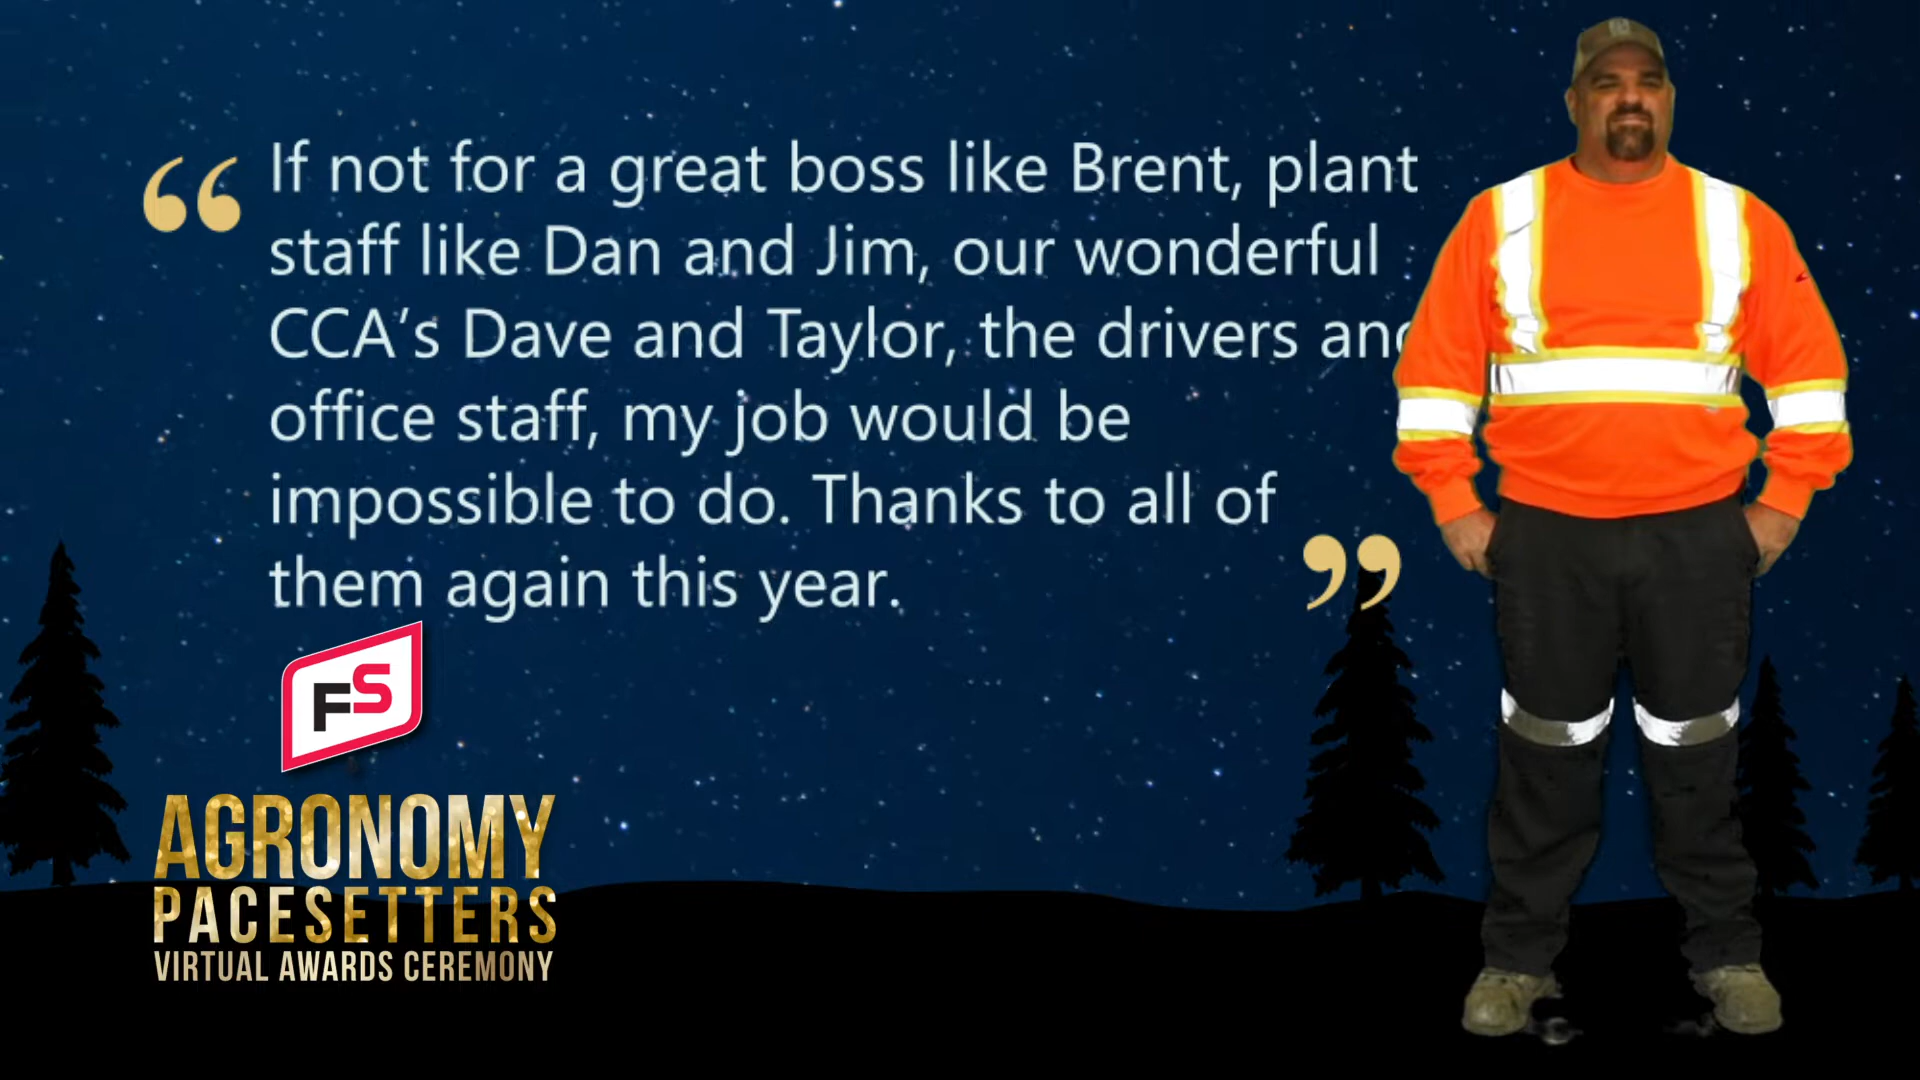 “ If not for a great boss like Brent, plant
staff like Dan and Jim, our wonderful
CCA’s Dave and Taylor, the drivers and
office staff, my job would be
impossible to do. Thanks to all of
them again this year. ”
FS
AGRONOMY
PACESETTERS
VIRTUAL AWARDS CEREMONY